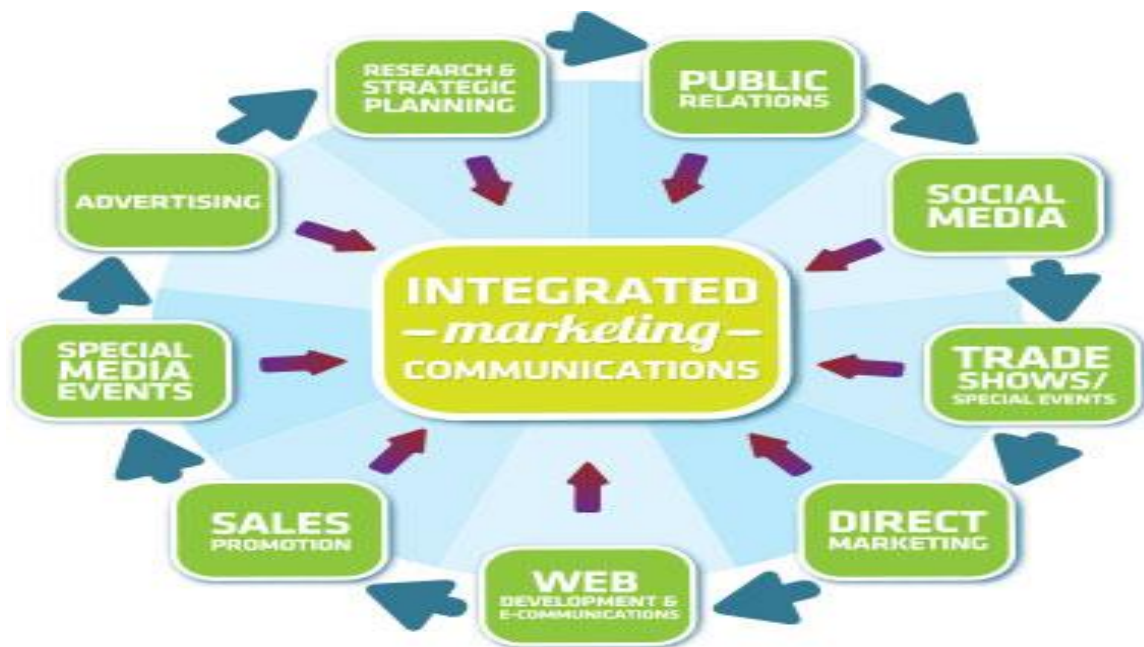 RESEARCH &
STRATEGIC
PLANNING
PUBLIC
RELATIONS
SOCIAL
MEDIA
TRADE
SHOWS/
SPECIAL EVENTS
DIRECT
MARKETING
WEB
DEVELOPMENT &
E-COMMUNICATIONS
SALES
PROMOTION
SPECIAL
MEDIA
EVENTS
ADVERTISING
INTEGRATED
– marketing –
COMMUNICATIONS